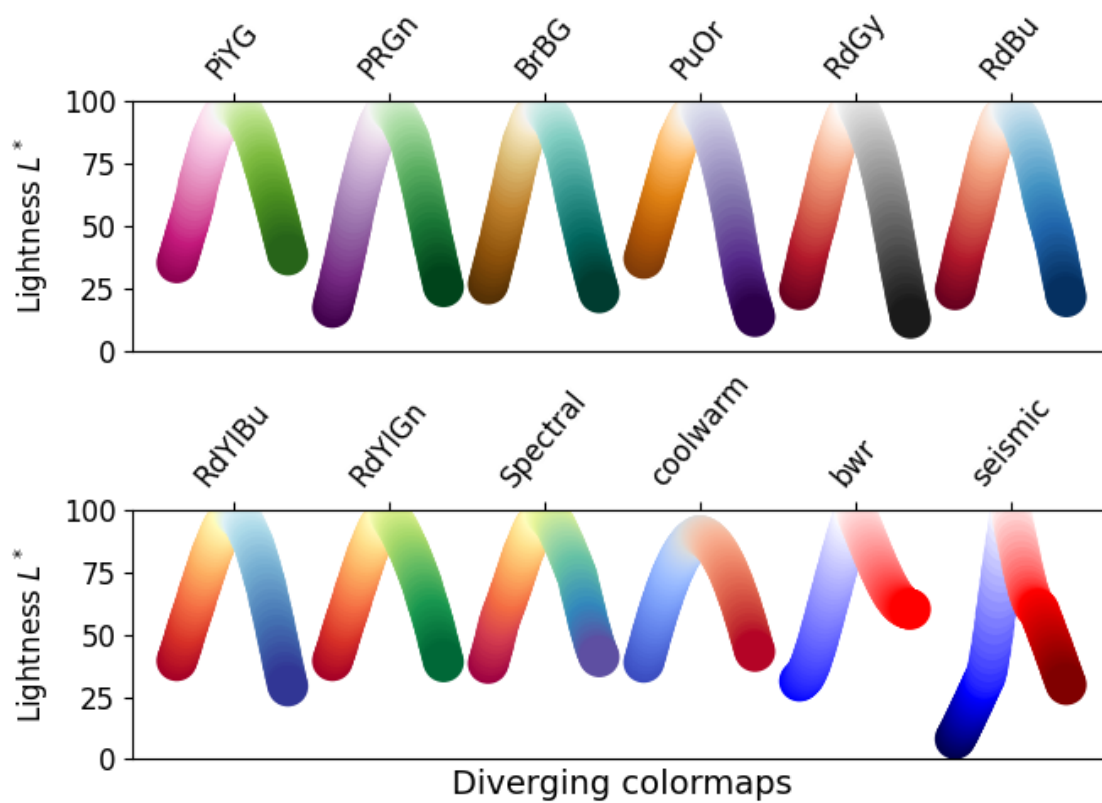 PiYG PRGn BrBG PuOr RdGy RdBu
100
75
50
25
0
Lightness L*
RdYlBu RdYlGn Spectral coolwarm bwr seismic
100
75
50
25
0
Lightness L*
Diverging colormaps